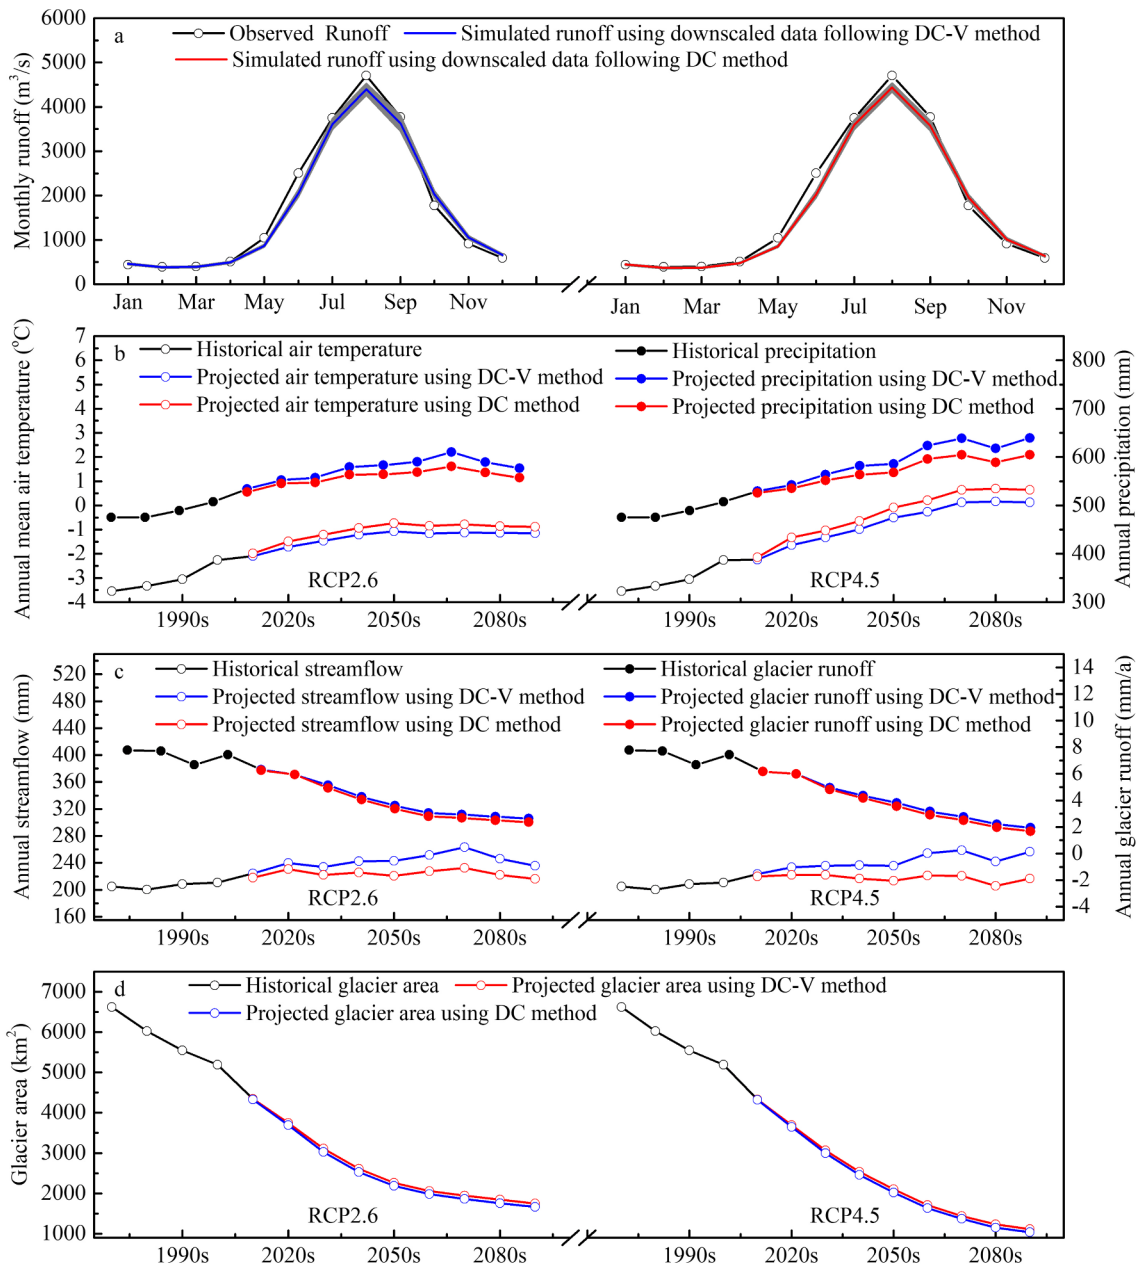 a
Observed Runoff
Simulated runoff using downscaled data following DC-V method
Simulated runoff using downscaled data following DC method
Monthly runoff (m³/s)
6000
5000
4000
3000
2000
1000
0
Jan Mar May Jul Sep Nov
Jan Mar May Jul Sep Nov
b
Historical air temperature
Projected air temperature using DC-V method
Projected air temperature using DC method
Historical precipitation
Projected precipitation using DC-V method
Projected precipitation using DC method
Annual mean air temperature (°C)
7
6
5
4
3
2
1
0
-1
-2
-3
-4
Annual precipitation (mm)
800
700
600
500
400
300
RCP2.6
RCP4.5
1990s 2020s 2050s 2080s
1990s 2020s 2050s 2080s
c
Historical streamflow
Projected streamflow using DC-V method
Projected streamflow using DC method
Historical glacier runoff
Projected glacier runoff using DC-V method
Projected glacier runoff using DC method
Annual streamflow (mm)
520
480
440
400
360
320
280
240
200
160
Annual glacier runoff (mm/a)
14
12
10
8
6
4
2
0
-2
-4
RCP2.6
RCP4.5
1990s 2020s 2050s 2080s
1990s 2020s 2050s 2080s
d
Historical glacier area
Projected glacier area using DC-V method
Projected glacier area using DC method
Glacier area (km²)
7000
6000
5000
4000
3000
2000
1000
RCP2.6
RCP4.5
1990s 2020s 2050s 2080s
1990s 2020s 2050s 2080s